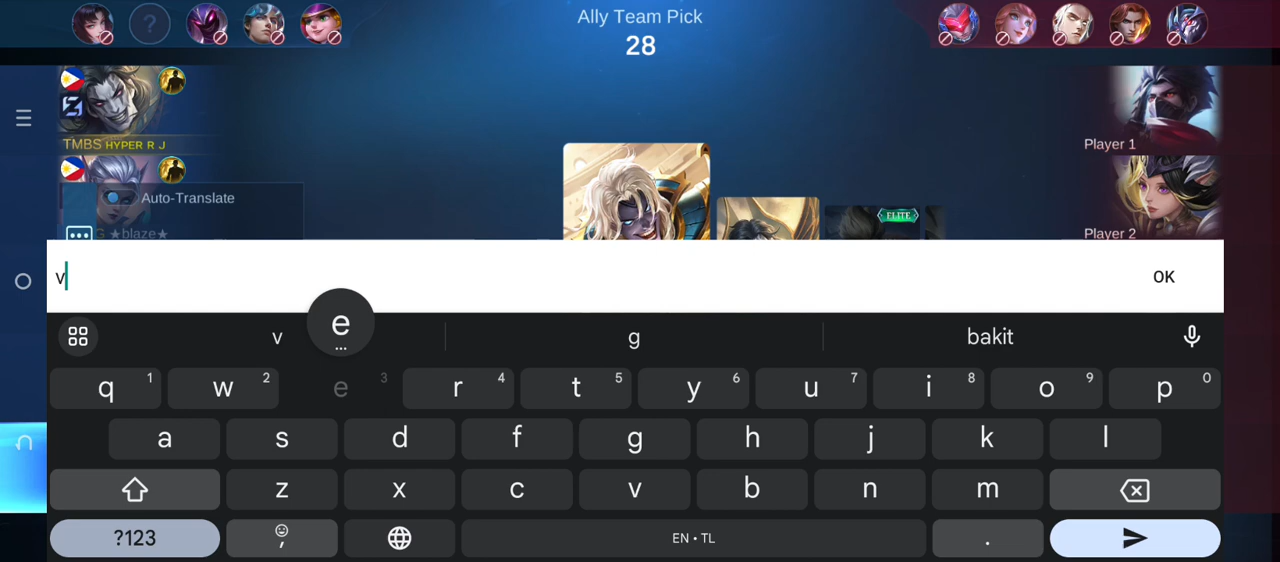 Ally Team Pick
28
TMBS HYPER R J
Player 1
Auto-Translate
ELITE
G ★blaze★
Player 2
v
OK
e
...
v
g
bakit
q 1 w 2 e 3 r 4 t 5 y 6 u 7 i 8 o 9 p 0
a s d f g h j k l
z x c v b n m
?123 , EN • TL .